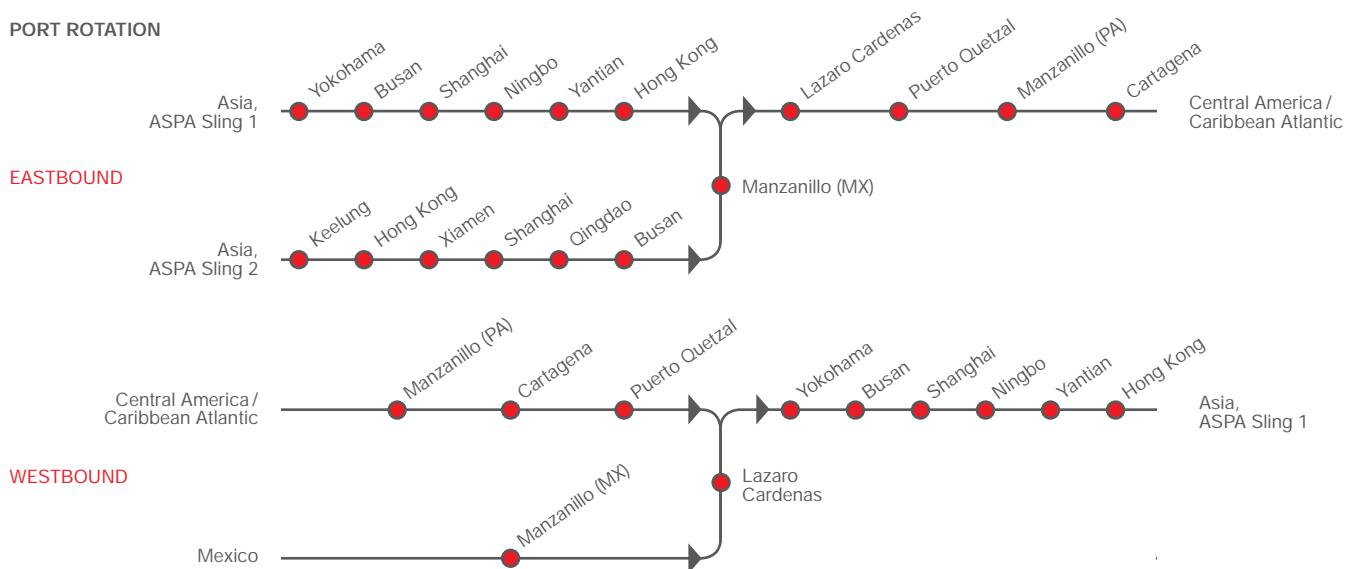 PORT ROTATION
Yokohama
Busan
Shanghai
Ningbo
Yantian
Hong Kong
Lazaro Cardenas
Puerto Quetzal
Manzanillo (PA)
Cartagena
Asia,
ASPA Sling 1
Central America /
Caribbean Atlantic
EASTBOUND
Manzanillo (MX)
Keelung
Hong Kong
Xiamen
Shanghai
Qingdao
Busan
Asia,
ASPA Sling 2
Manzanillo (PA)
Cartagena
Puerto Quetzal
Yokohama
Busan
Shanghai
Ningbo
Yantian
Hong Kong
Central America /
Caribbean Atlantic
Asia,
ASPA Sling 1
WESTBOUND
Lazaro
Cardenas
Manzanillo (MX)
Mexico